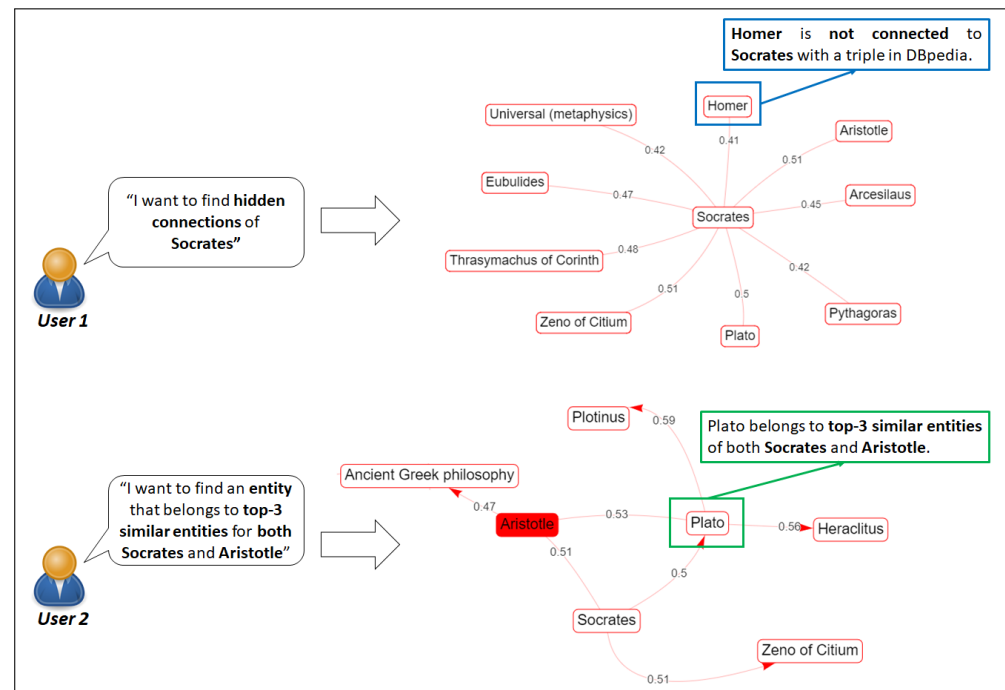 Homer is not connected to
Socrates with a triple in DBpedia.
Homer
Universal (metaphysics)
Aristotle
0.41
0.42
0.51
Eubulides
0.47
Arcesilaus
0.45
Socrates
"I want to find hidden
connections of
Socrates"
0.48
Thrasymachus of Corinth
0.42
0.51
0.5
Zeno of Citium
Pythagoras
Plato
User 1
Plotinus
0.59
Plato belongs to top-3 similar entities
of both Socrates and Aristotle.
Ancient Greek philosophy
0.47
"I want to find an entity
that belongs to top-3
similar entities for both
Socrates and Aristotle"
Aristotle
0.53
Plato
0.56
Heraclitus
0.51
0.5
User 2
Socrates
Zeno of Citium
0.51